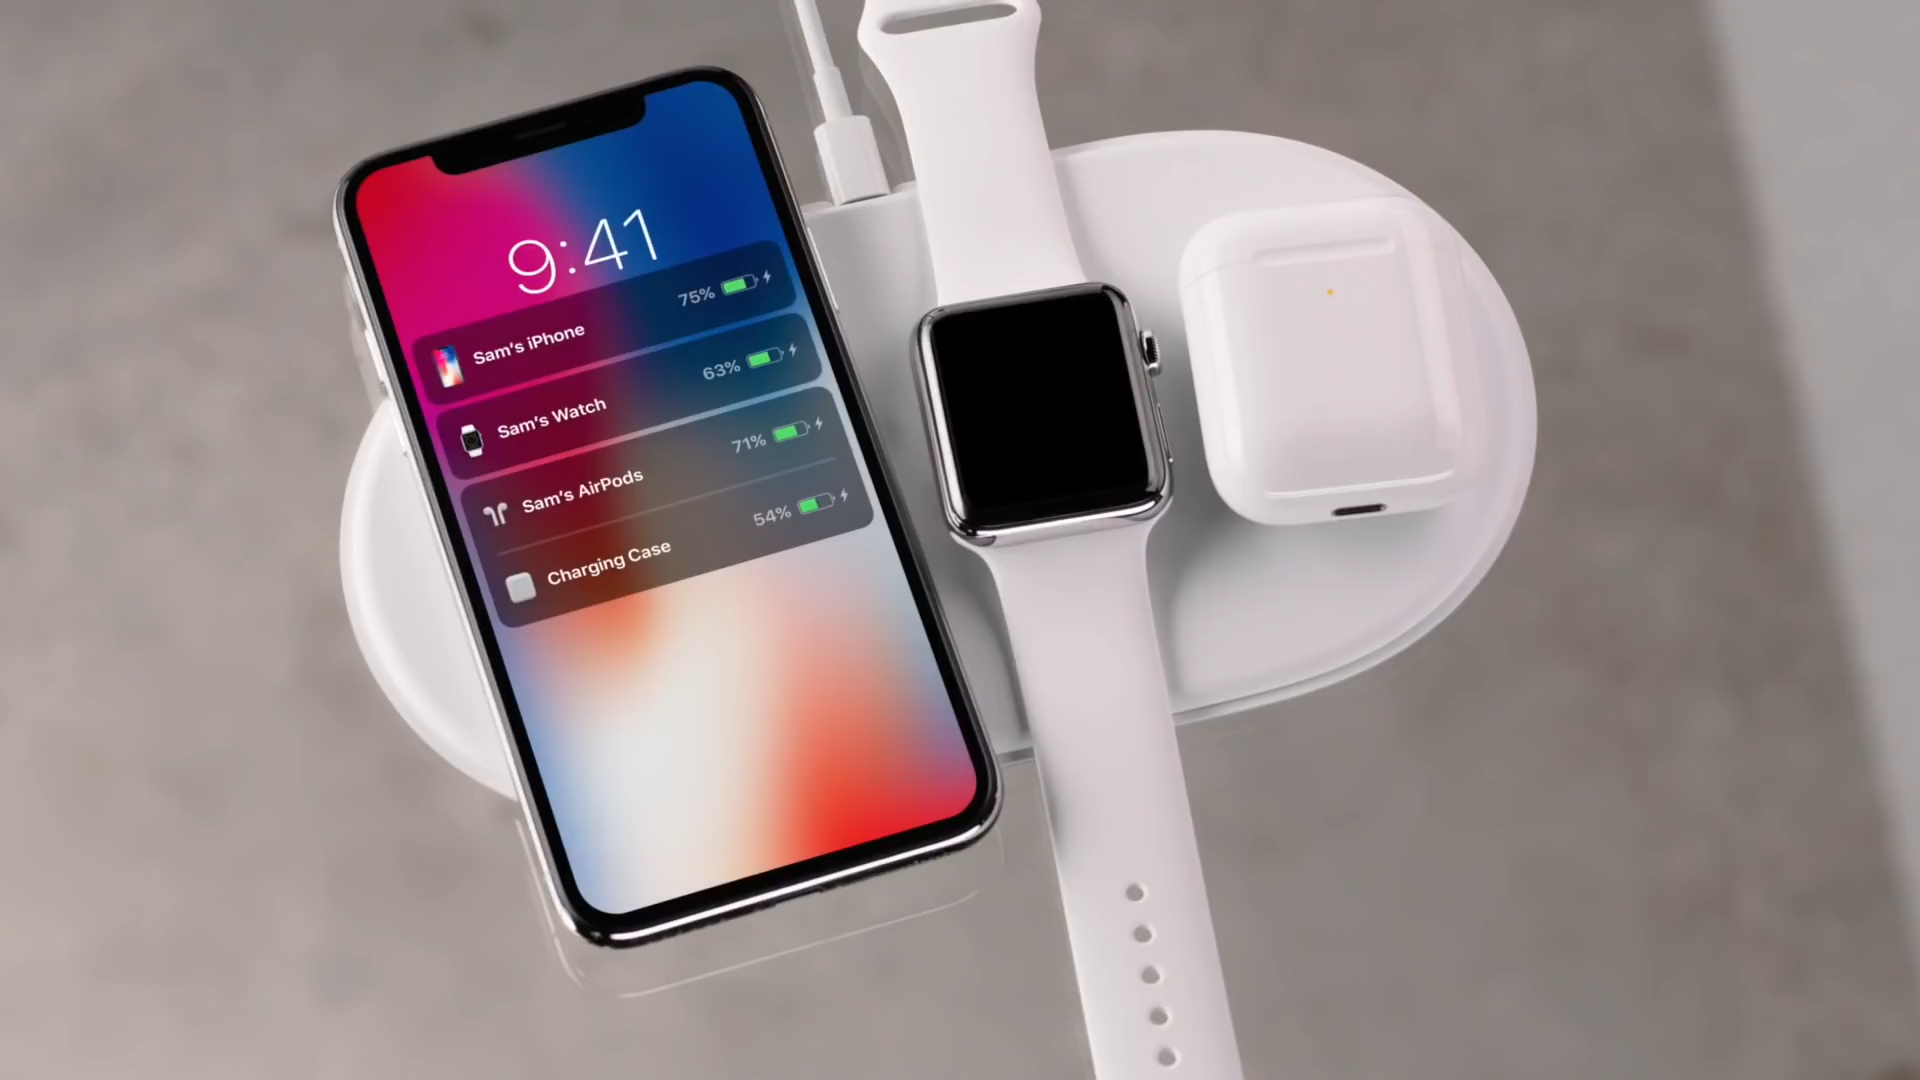 9:41
Sam's iPhone 75%
Sam's Watch 63%
Sam's AirPods 71%
Charging Case 54%